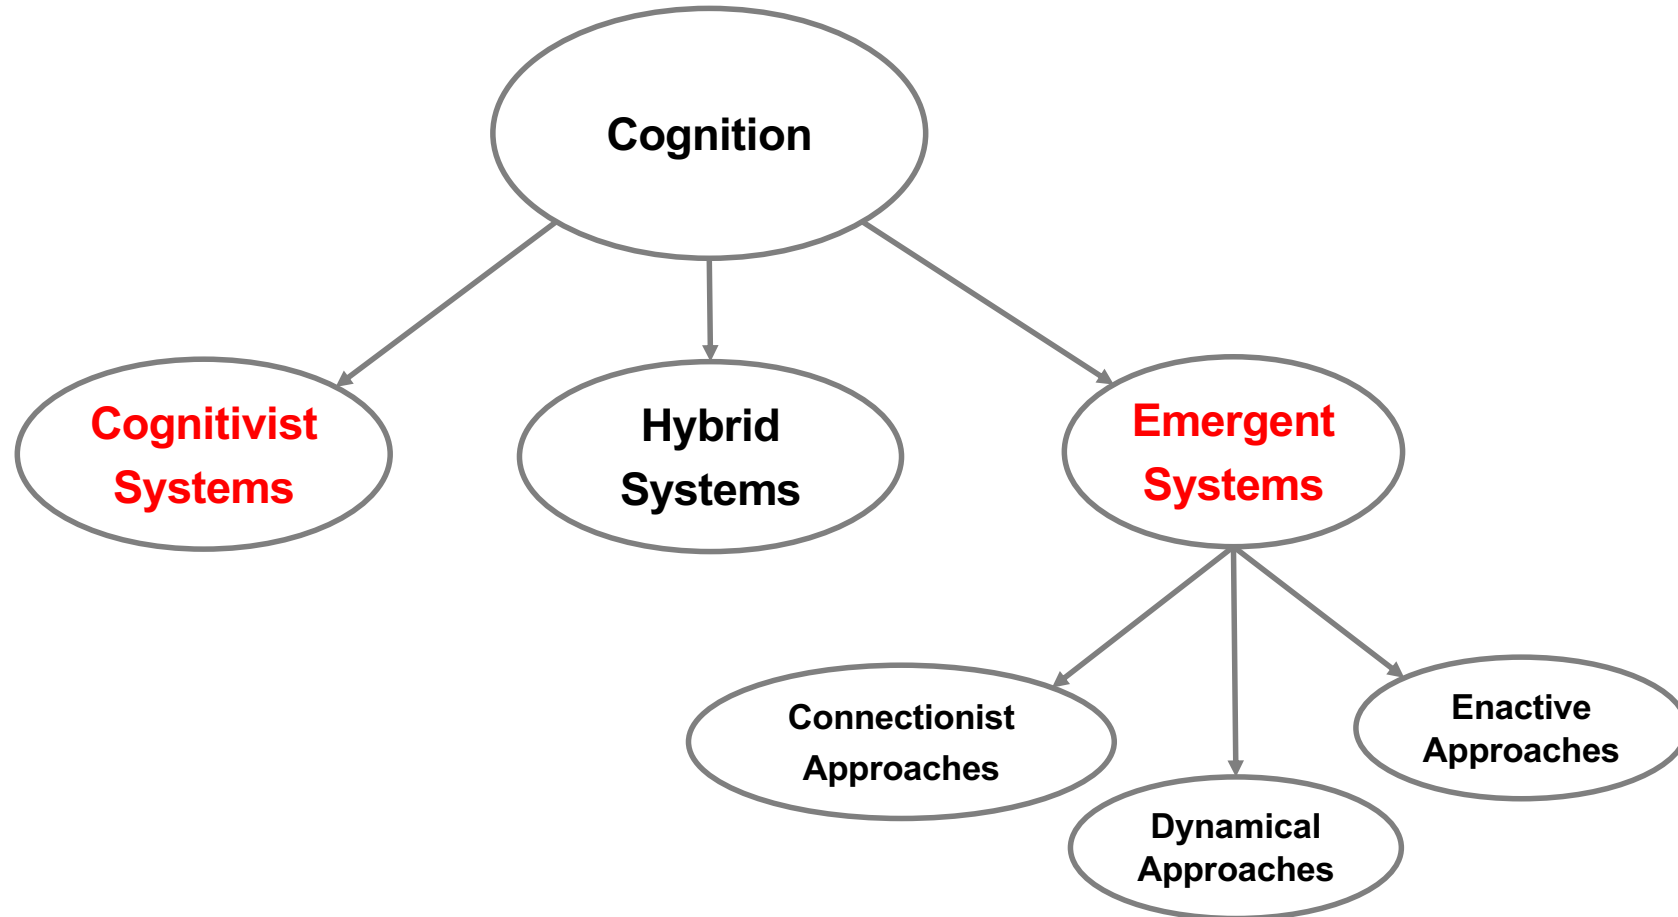 Cognition
Cognitivist
Systems
Hybrid
Systems
Emergent
Systems
Connectionist
Approaches
Dynamical
Approaches
Enactive
Approaches